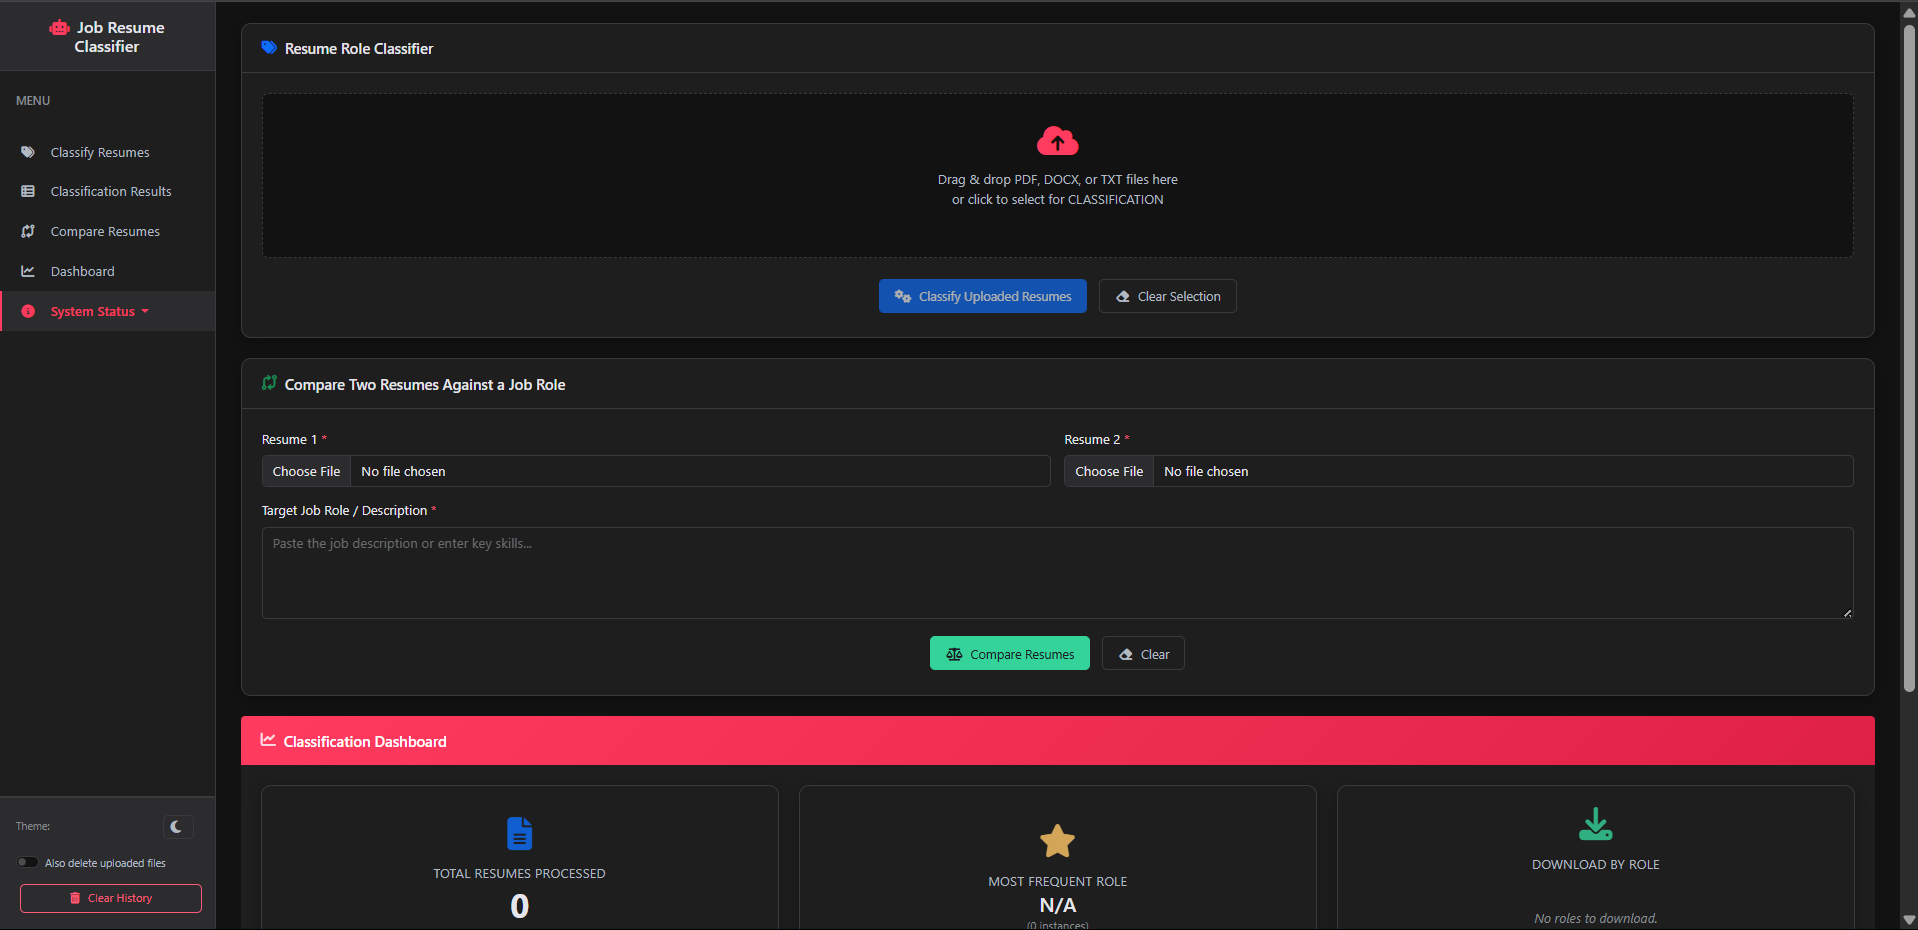 Job Resume
Classifier
MENU
Classify Resumes
Classification Results
Compare Resumes
Dashboard
System Status
Theme:
Also delete uploaded files
Clear History
Resume Role Classifier
Drag & drop PDF, DOCX, or TXT files here
or click to select for CLASSIFICATION
Classify Uploaded Resumes
Clear Selection
Compare Two Resumes Against a Job Role
Resume 1 *
Choose File No file chosen
Resume 2 *
Choose File No file chosen
Target Job Role / Description *
Paste the job description or enter key skills...
Compare Resumes
Clear
Classification Dashboard
TOTAL RESUMES PROCESSED
0
MOST FREQUENT ROLE
N/A
(0 instances)
DOWNLOAD BY ROLE
No roles to download.